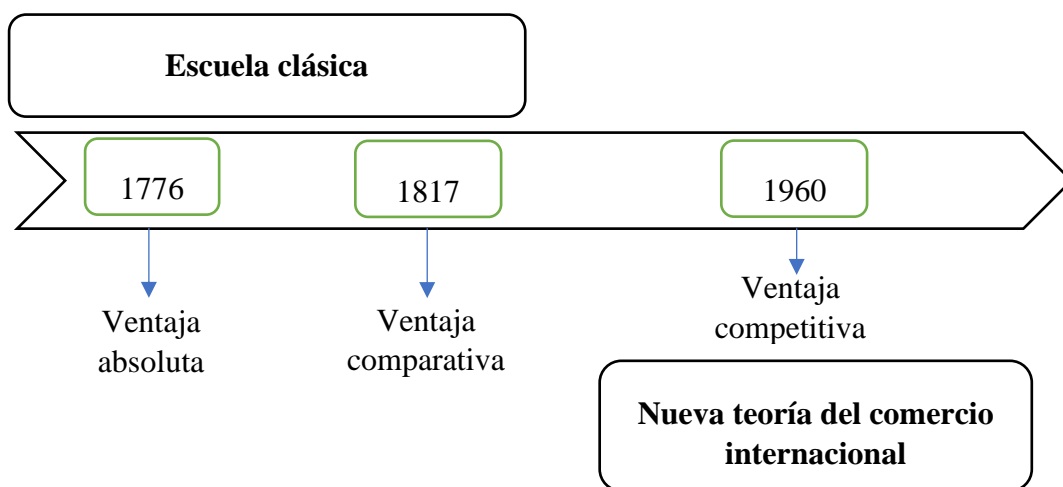 Escuela clásica
1776
1817
1960
Ventaja
absoluta
Ventaja
comparativa
Ventaja
competitiva
Nueva teoría del comercio
internacional